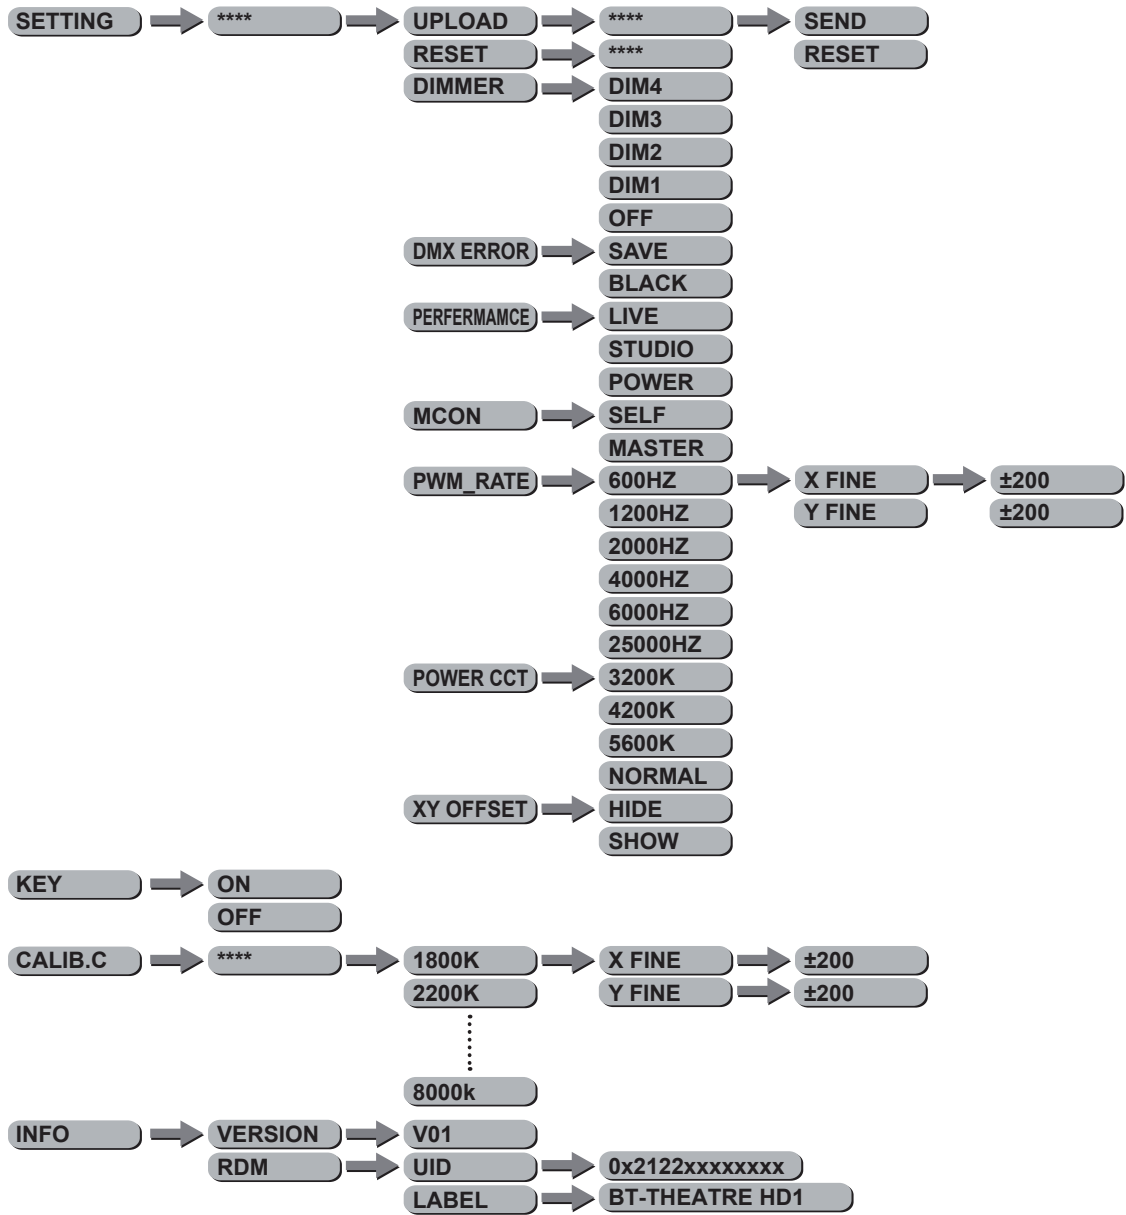 SETTING **** UPLOAD **** SEND
RESET **** RESET
DIMMER DIM4
DIM3
DIM2
DIM1
OFF
DMX ERROR SAVE
BLACK
PERFERMAMCE LIVE
STUDIO
POWER
MCON SELF
MASTER
PWM_RATE 600HZ X FINE ±200
1200HZ Y FINE ±200
2000HZ
4000HZ
6000HZ
25000HZ
POWER CCT 3200K
4200K
5600K
NORMAL
XY OFFSET HIDE
SHOW
KEY ON
OFF
CALIB.C **** 1800K X FINE ±200
2200K Y FINE ±200
8000k
INFO VERSION V01
RDM UID 0x2122xxxxxxxx
LABEL BT-THEATRE HD1